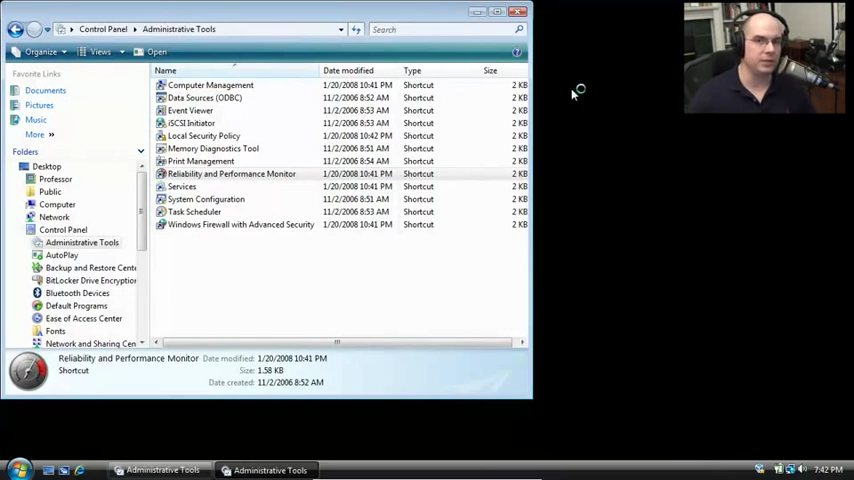 Control Panel Administrative Tools Search
Organize Views Open
Favorite Links
Documents
Pictures
Music
More »
Folders
Desktop
Professor
Public
Computer
Network
Control Panel
Administrative Tools
AutoPlay
Backup and Restore Cente
BitLocker Drive Encryption
Bluetooth Devices
Default Programs
Ease of Access Center
Fonts
Network and Sharing Cen
Name Date modified Type Size
Computer Management 1/20/2008 10:41 PM Shortcut 2 KB
Data Sources (ODBC) 11/2/2006 8:52 AM Shortcut 2 KB
Event Viewer 11/2/2006 8:53 AM Shortcut 2 KB
iSCSI Initiator 11/2/2006 8:53 AM Shortcut 2 KB
Local Security Policy 1/20/2008 10:42 PM Shortcut 2 KB
Memory Diagnostics Tool 11/2/2006 8:51 AM Shortcut 2 KB
Print Management 11/2/2006 8:54 AM Shortcut 2 KB
Reliability and Performance Monitor 1/20/2008 10:41 PM Shortcut 2 KB
Services 1/20/2008 10:41 PM Shortcut 2 KB
System Configuration 11/2/2006 8:51 AM Shortcut 2 KB
Task Scheduler 11/2/2006 8:53 AM Shortcut 2 KB
Windows Firewall with Advanced Security 1/20/2008 10:41 PM Shortcut 2 KB
Reliability and Performance Monitor Date modified: 1/20/2008 10:41 PM
Shortcut Size: 1.58 KB
Date created: 11/2/2006 8:52 AM
Administrative Tools Administrative Tools 7:42 PM